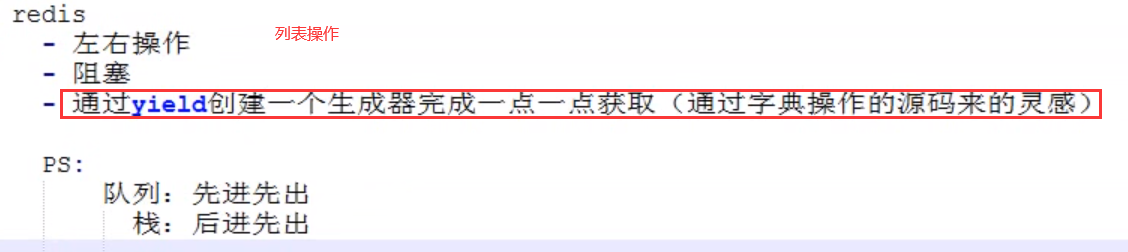 redis
列表操作
- 左右操作
- 阻塞
- 通过yield创建一个生成器完成一点一点获取（通过字典操作的源码来的灵感）
PS:
队列：先进先出
栈：后进先出